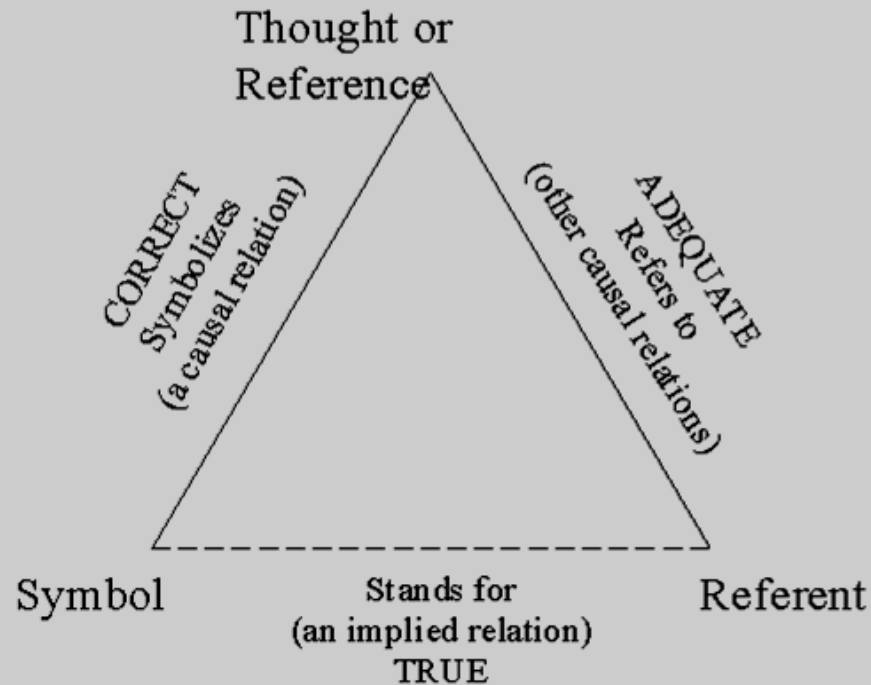 Thought or
Reference
CORRECT
Symbolizes
(a causal relation)
ADEQUATE
Refers to
(other causal relations)
Symbol
Stands for
(an implied relation)
TRUE
Referent